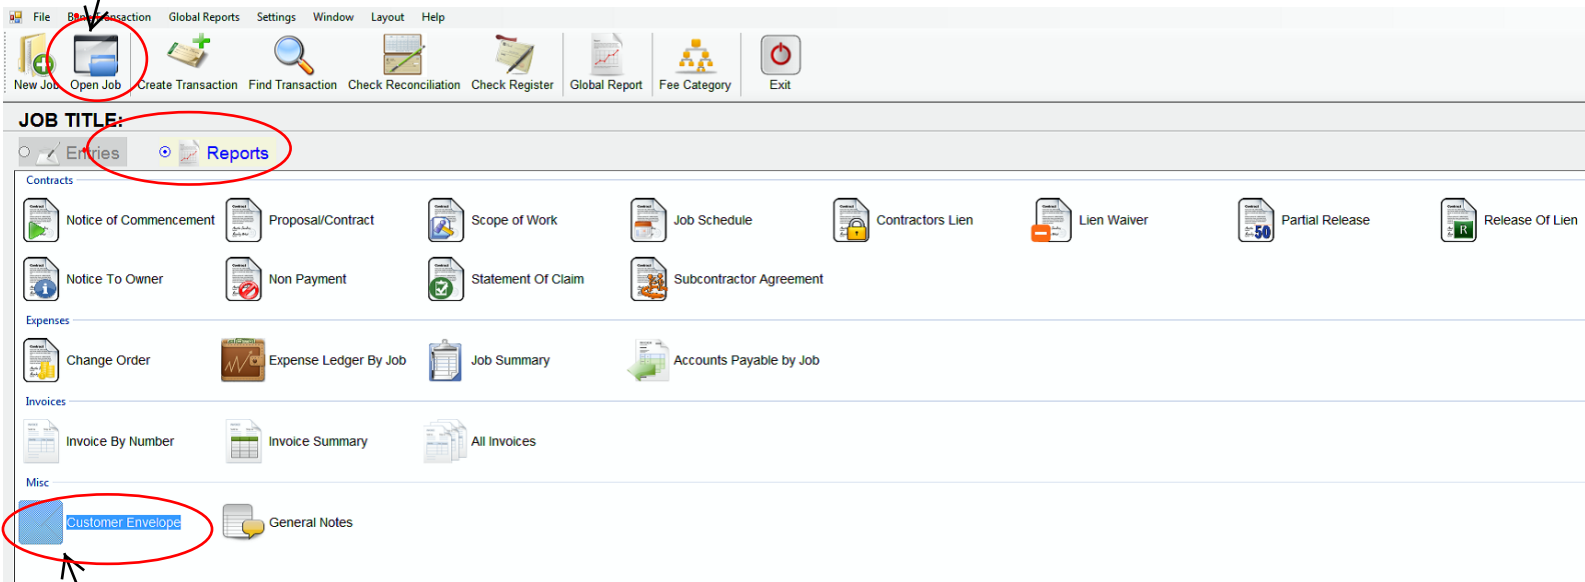 File Bank Transaction Global Reports Settings Window Layout Help
New Job Open Job Create Transaction Find Transaction Check Reconciliation Check Register Global Report Fee Category Exit
JOB TITLE:
Entries Reports
Contracts
Notice of Commencement Proposal/Contract Scope of Work Job Schedule Contractors Lien Lien Waiver Partial Release Release Of Lien
Notice To Owner Non Payment Statement Of Claim Subcontractor Agreement
Expenses
Change Order Expense Ledger By Job Job Summary Accounts Payable by Job
Invoices
Invoice By Number Invoice Summary All Invoices
Misc
Customer Envelope General Notes